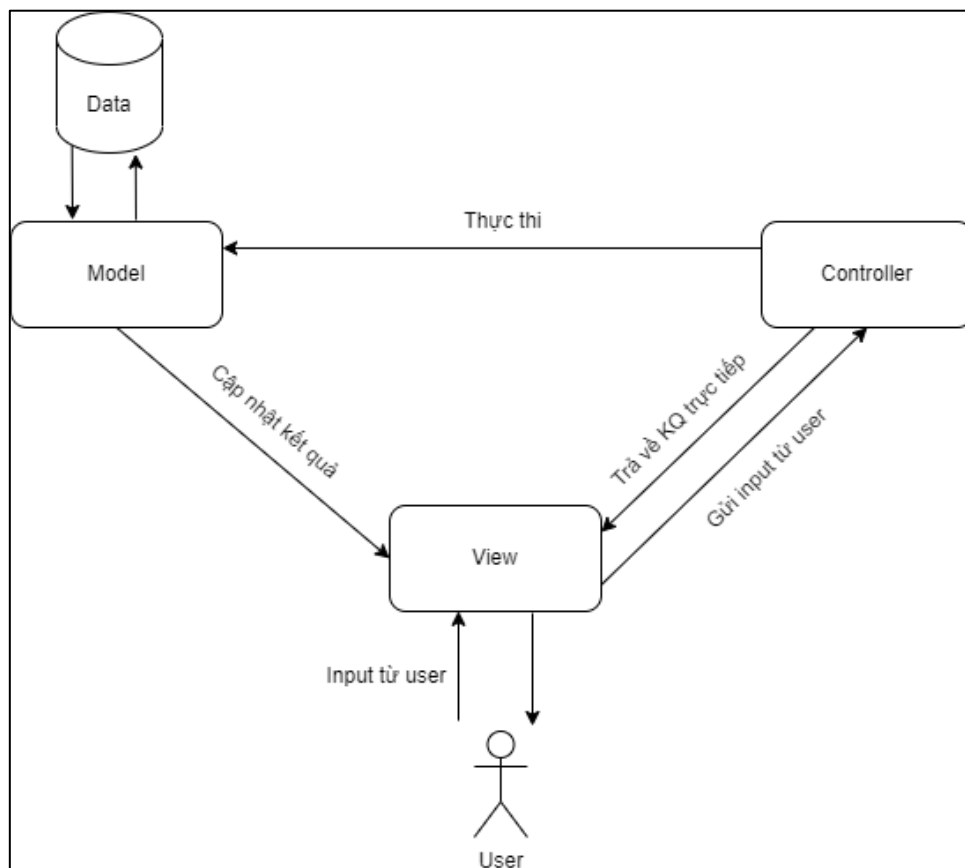 Data
Thực thi
Model
Controller
Cập nhật kết quả
Trả về KQ trực tiếp
Gửi input từ user
View
Input từ user
User